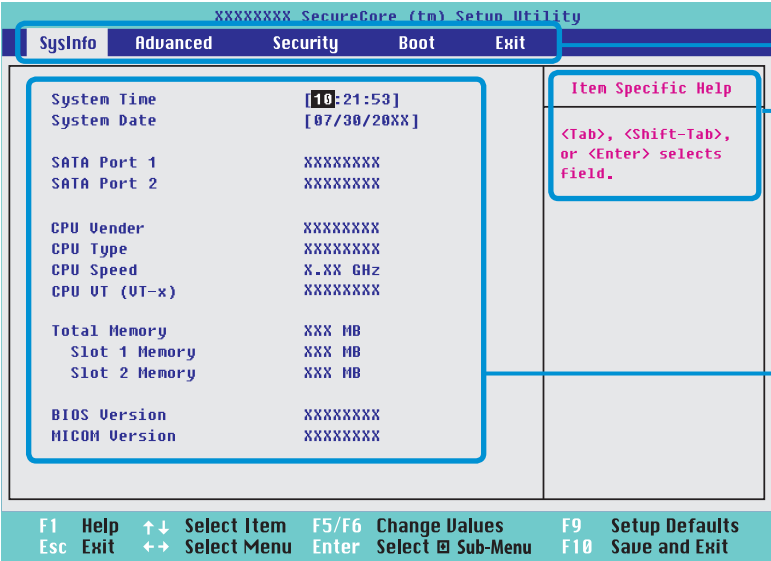 XXXXXXXX SecureCore (tm) Setup Utility
SysInfo Advanced Security Boot Exit
System Time [10:21:53]
System Date [07/30/20XX]
SATA Port 1 XXXXXXXX
SATA Port 2 XXXXXXXX
CPU Vender XXXXXXXX
CPU Type XXXXXXXX
CPU Speed X.XX GHz
CPU VT (VT-x) XXXXXXXX
Total Memory XXX MB
Slot 1 Memory XXX MB
Slot 2 Memory XXX MB
BIOS Version XXXXXXXX
MICOM Version XXXXXXXX
Item Specific Help
<Tab>, <Shift-Tab>,
or <Enter> selects
field.
F1 Help ↑↓ Select Item F5/F6 Change Values F9 Setup Defaults
Esc Exit ←→ Select Menu Enter Select Sub-Menu F10 Save and Exit